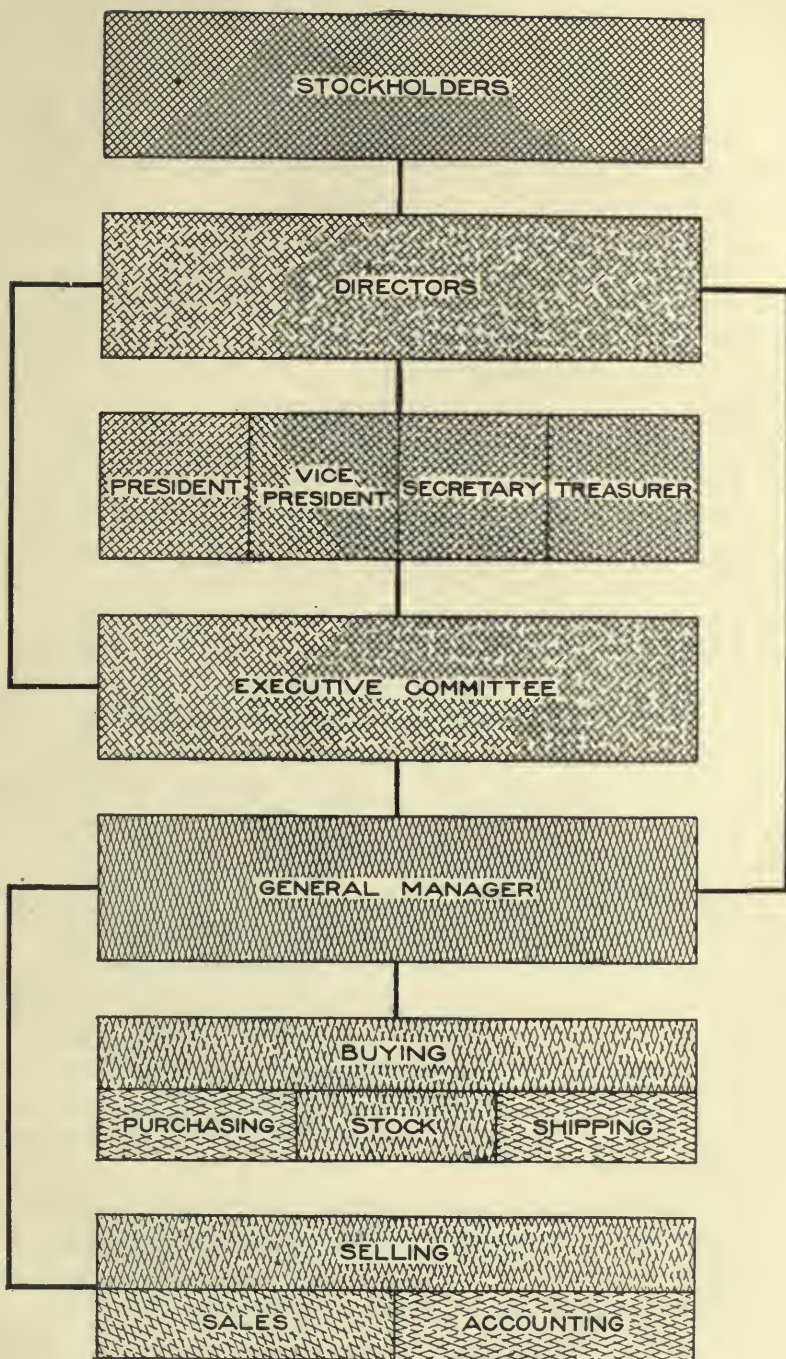 STOCKHOLDERS
DIRECTORS
PRESIDENT
VICE
PRESIDENT
SECRETARY
TREASURER
EXECUTIVE COMMITTEE
GENERAL MANAGER
BUYING
PURCHASING
STOCK
SHIPPING
SELLING
SALES
ACCOUNTING